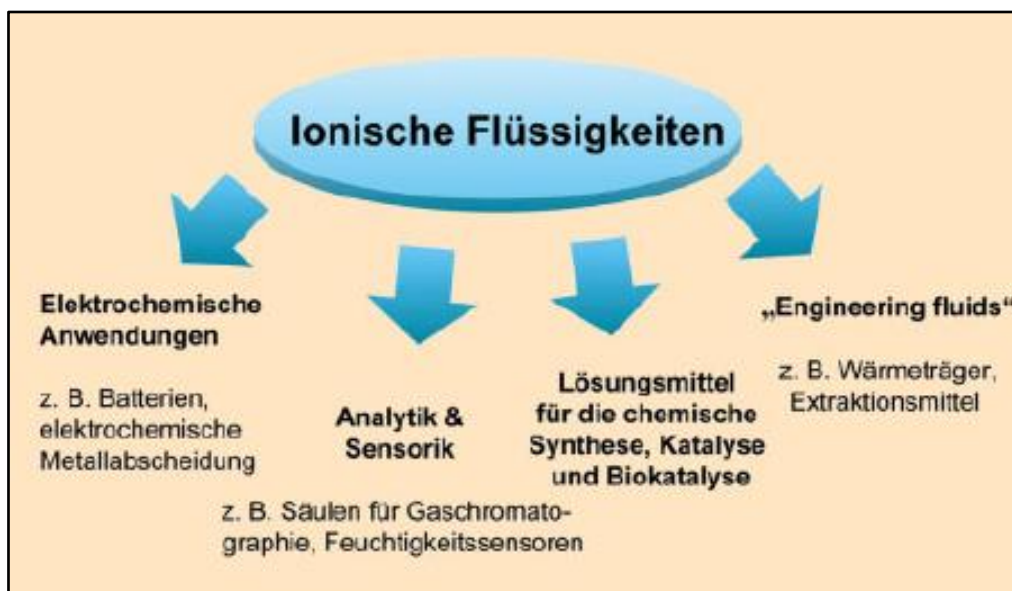 Ionische Flüssigkeiten
Elektrochemische
Anwendungen
z. B. Batterien,
elektrochemische
Metallabscheidung
Analytik &
Sensorik
z. B. Säulen für Gaschromato-
graphie, Feuchtigkeitssensoren
Lösungsmittel
für die chemische
Synthese, Katalyse
und Biokatalyse
„Engineering fluids“
z. B. Wärmeträger,
Extraktionsmittel